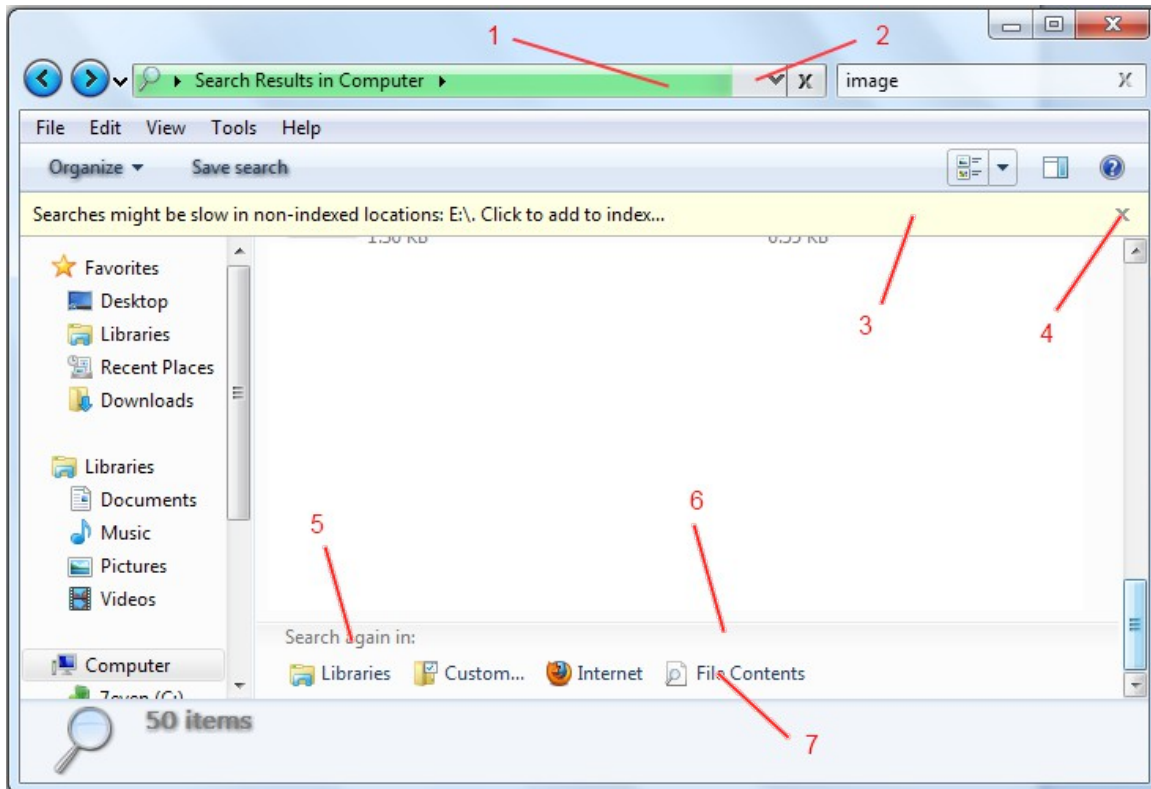 1
2
Search Results in Computer
image
File Edit View Tools Help
Organize Save search
Searches might be slow in non-indexed locations: E:\. Click to add to index...
3
4
Favorites
Desktop
Libraries
Recent Places
Downloads
Libraries
Documents
Music
Pictures
Videos
Computer
5
6
Search again in:
Libraries Custom... Internet File Contents
7
50 items